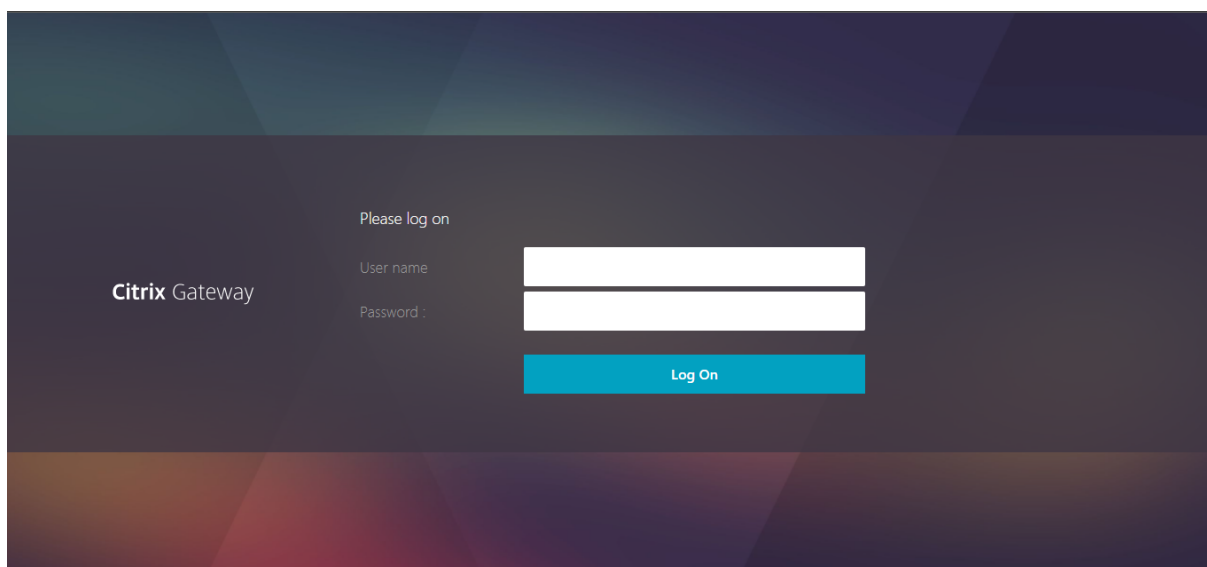 Please log on
User name
Citrix Gateway
Password :
Log On